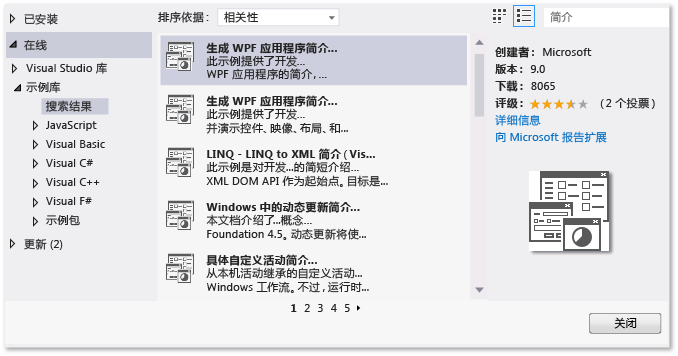 已安装
在线
Visual Studio 库
示例库
搜索结果
JavaScript
Visual Basic
Visual C#
Visual C++
Visual F#
示例包
更新 (2)
排序依据: 相关性
生成 WPF 应用程序简介...
此示例提供了开发...
WPF 应用程序的简介，...
生成 WPF 应用程序简介...
此示例提供了开发...
并演示控件、映像、布局、和...
LINQ - LINQ to XML 简介 (Vis...
此示例是对开发...的简短介绍...
XML DOM API 作为起始点。目标是...
Windows 中的动态更新简介...
本文档介绍了...概念...
Foundation 4.5。动态更新将使...
具体自定义活动简介...
从本机活动继承的自定义活动...
Windows 工作流。不过，运行时...
1 2 3 4 5
简介
创建者: Microsoft
版本: 9.0
下载: 8065
评级: (2 个投票)
详细信息
向 Microsoft 报告扩展
关闭